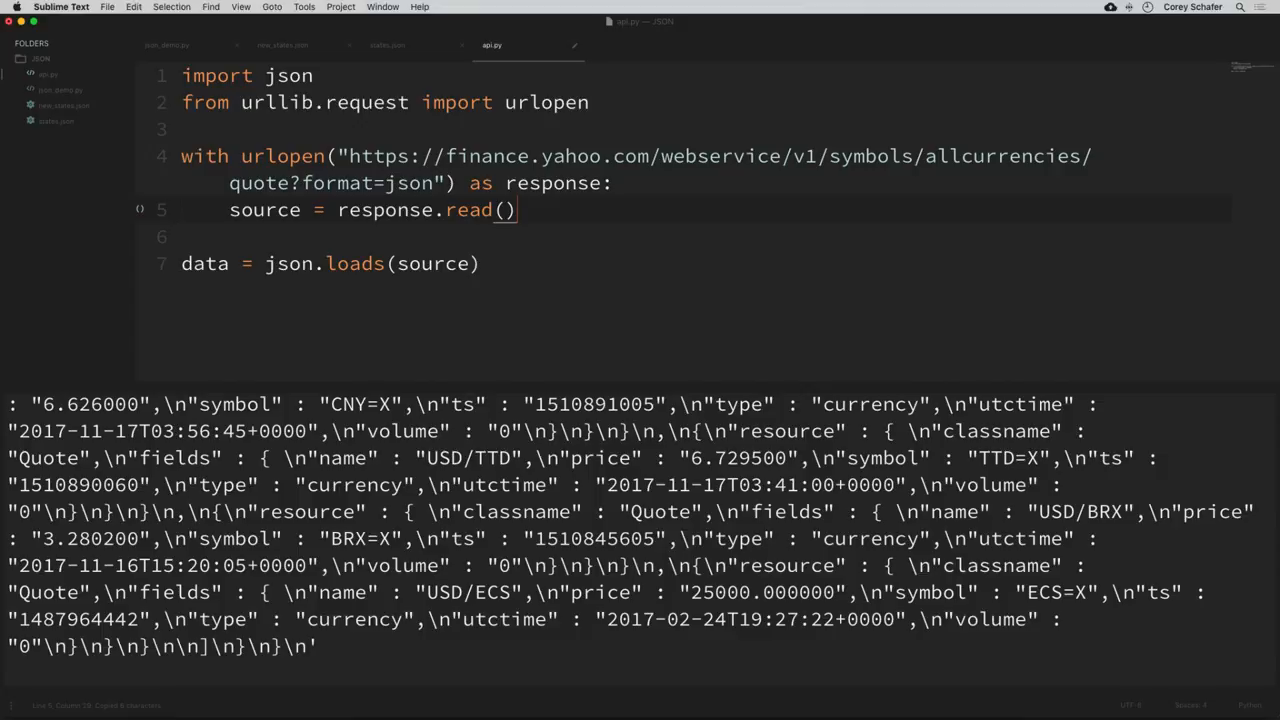 Sublime Text File Edit Selection Find View Goto Tools Project Window Help Corey Schafer
api.py — JSON
FOLDERS
JSON
api.py
json_demo.py
new_states.json
states.json
json_demo.py new_states.json states.json api.py
1 import json
2 from urllib.request import urlopen
3
4 with urlopen("https://finance.yahoo.com/webservice/v1/symbols/allcurrencies/
quote?format=json") as response:
5 source = response.read()
6
7 data = json.loads(source)
: "6.626000",\n"symbol" : "CNY=X",\n"ts" : "1510891005",\n"type" : "currency",\n"utctime" :
"2017-11-17T03:56:45+0000",\n"volume" : "0"\n}\n}\n}\n,\n{\n"resource" : { \n"classname" :
"Quote",\n"fields" : { \n"name" : "USD/TTD",\n"price" : "6.729500",\n"symbol" : "TTD=X",\n"ts" :
"1510890060",\n"type" : "currency",\n"utctime" : "2017-11-17T03:41:00+0000",\n"volume" :
"0"\n}\n}\n}\n,\n{\n"resource" : { \n"classname" : "Quote",\n"fields" : { \n"name" : "USD/BRX",\n"price"
: "3.280200",\n"symbol" : "BRX=X",\n"ts" : "1510845605",\n"type" : "currency",\n"utctime" :
"2017-11-16T15:20:05+0000",\n"volume" : "0"\n}\n}\n}\n,\n{\n"resource" : { \n"classname" :
"Quote",\n"fields" : { \n"name" : "USD/ECS",\n"price" : "25000.000000",\n"symbol" : "ECS=X",\n"ts" :
"1487964442",\n"type" : "currency",\n"utctime" : "2017-02-24T19:27:22+0000",\n"volume" :
"0"\n}\n}\n}\n\n]\n}\n}\n'
Line 5, Column 29; Copied 6 characters UTF-8 Spaces: 4 Python